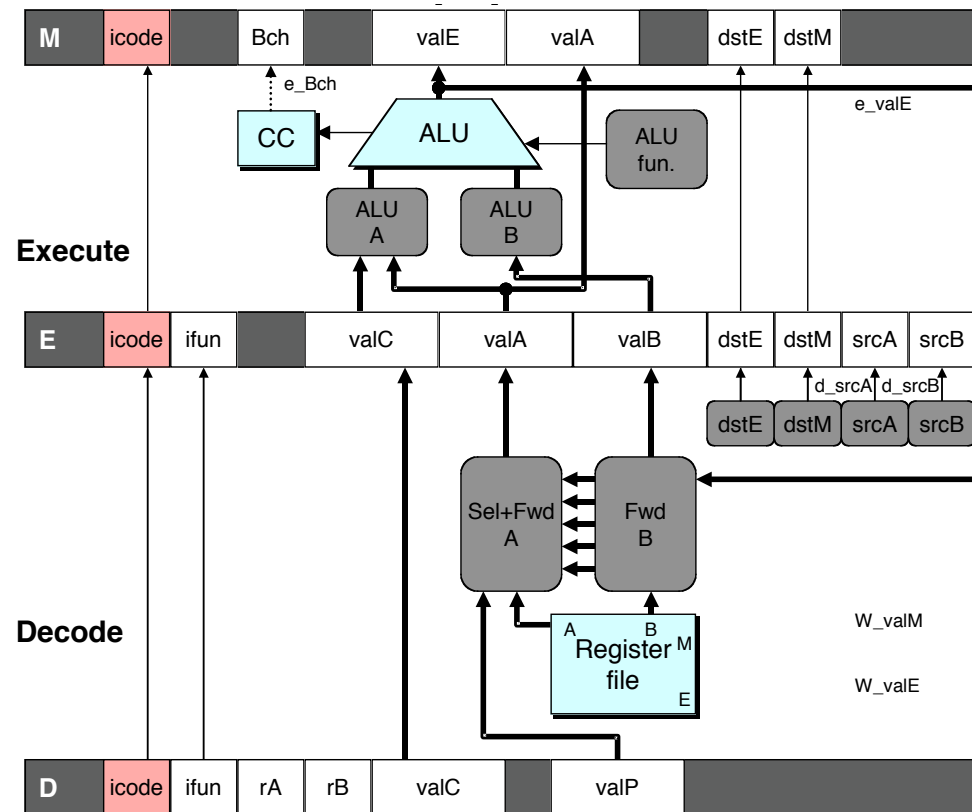 M icode Bch valE valA dstE dstM
e_Bch
e_valE
CC
ALU
ALU
fun.
ALU
A
ALU
B
Execute
E icode ifun valC valA valB dstE dstM srcA srcB
d_srcA d_srcB
dstE dstM srcA srcB
Sel+Fwd
A
Fwd
B
Decode
A B
Register M
file
E
W_valM
W_valE
D icode ifun rA rB valC valP